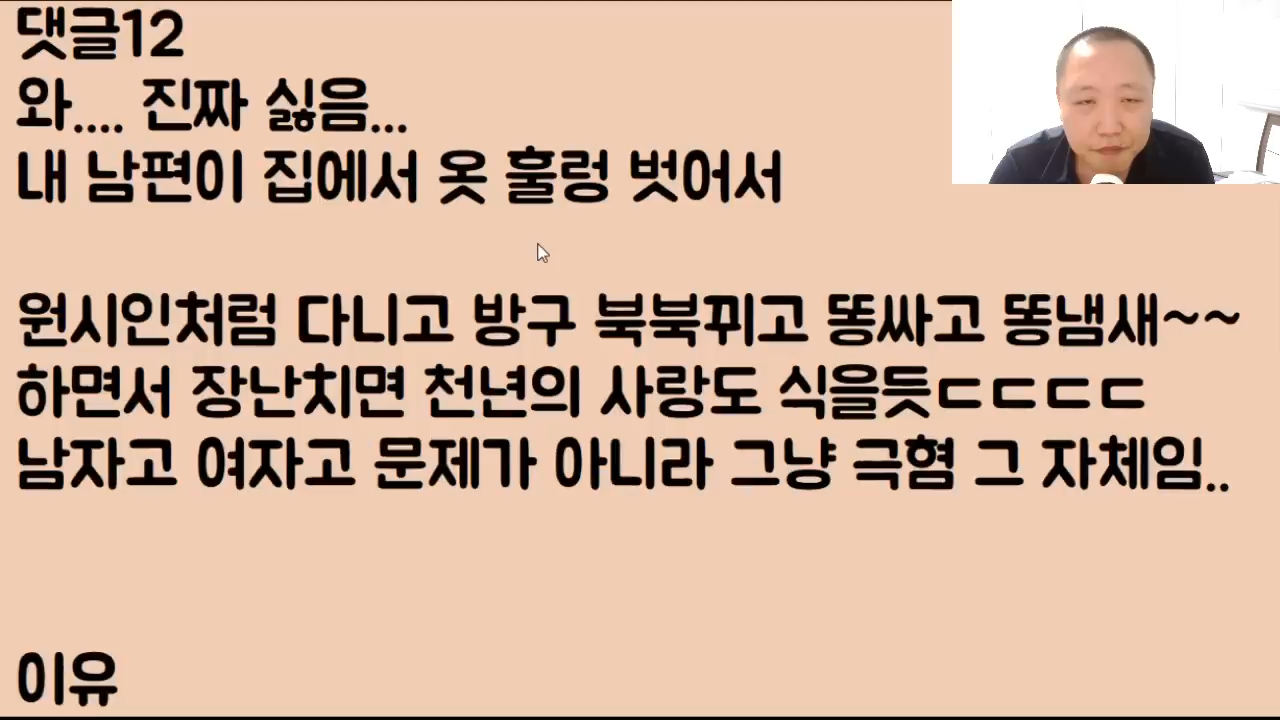 댓글12
와.... 진짜 싫음...
내 남편이 집에서 옷 훌렁 벗어서
원시인처럼 다니고 방구 북북뀌고 똥싸고 똥냄새~~
하면서 장난치면 천년의 사랑도 식을듯ㄷㄷㄷㄷ
남자고 여자고 문제가 아니라 그냥 극혐 그 자체임..
이유